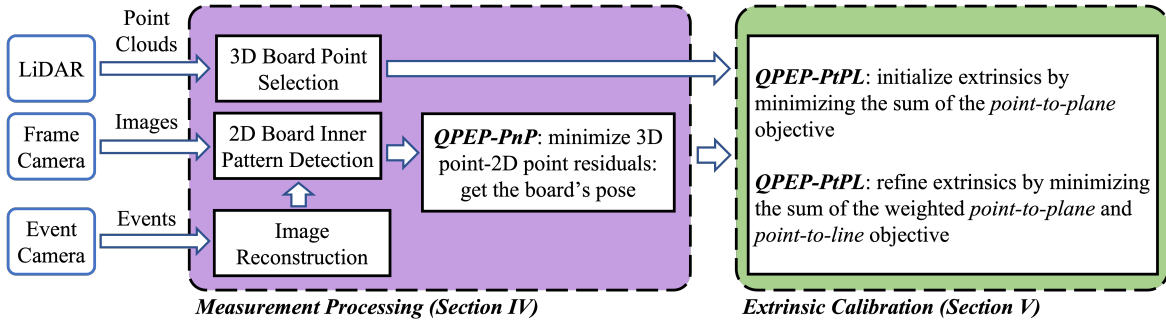 LiDAR
Point
Clouds
3D Board Point
Selection
Frame
Camera
Images
2D Board Inner
Pattern Detection
QPEP-PnP: minimize 3D
point-2D point residuals:
get the board's pose
Event
Camera
Events
Image
Reconstruction
Measurement Processing (Section IV)
QPEP-PtPL: initialize extrinsics by
minimizing the sum of the point-to-plane
objective
QPEP-PtPL: refine extrinsics by minimizing
the sum of the weighted point-to-plane and
point-to-line objective
Extrinsic Calibration (Section V)